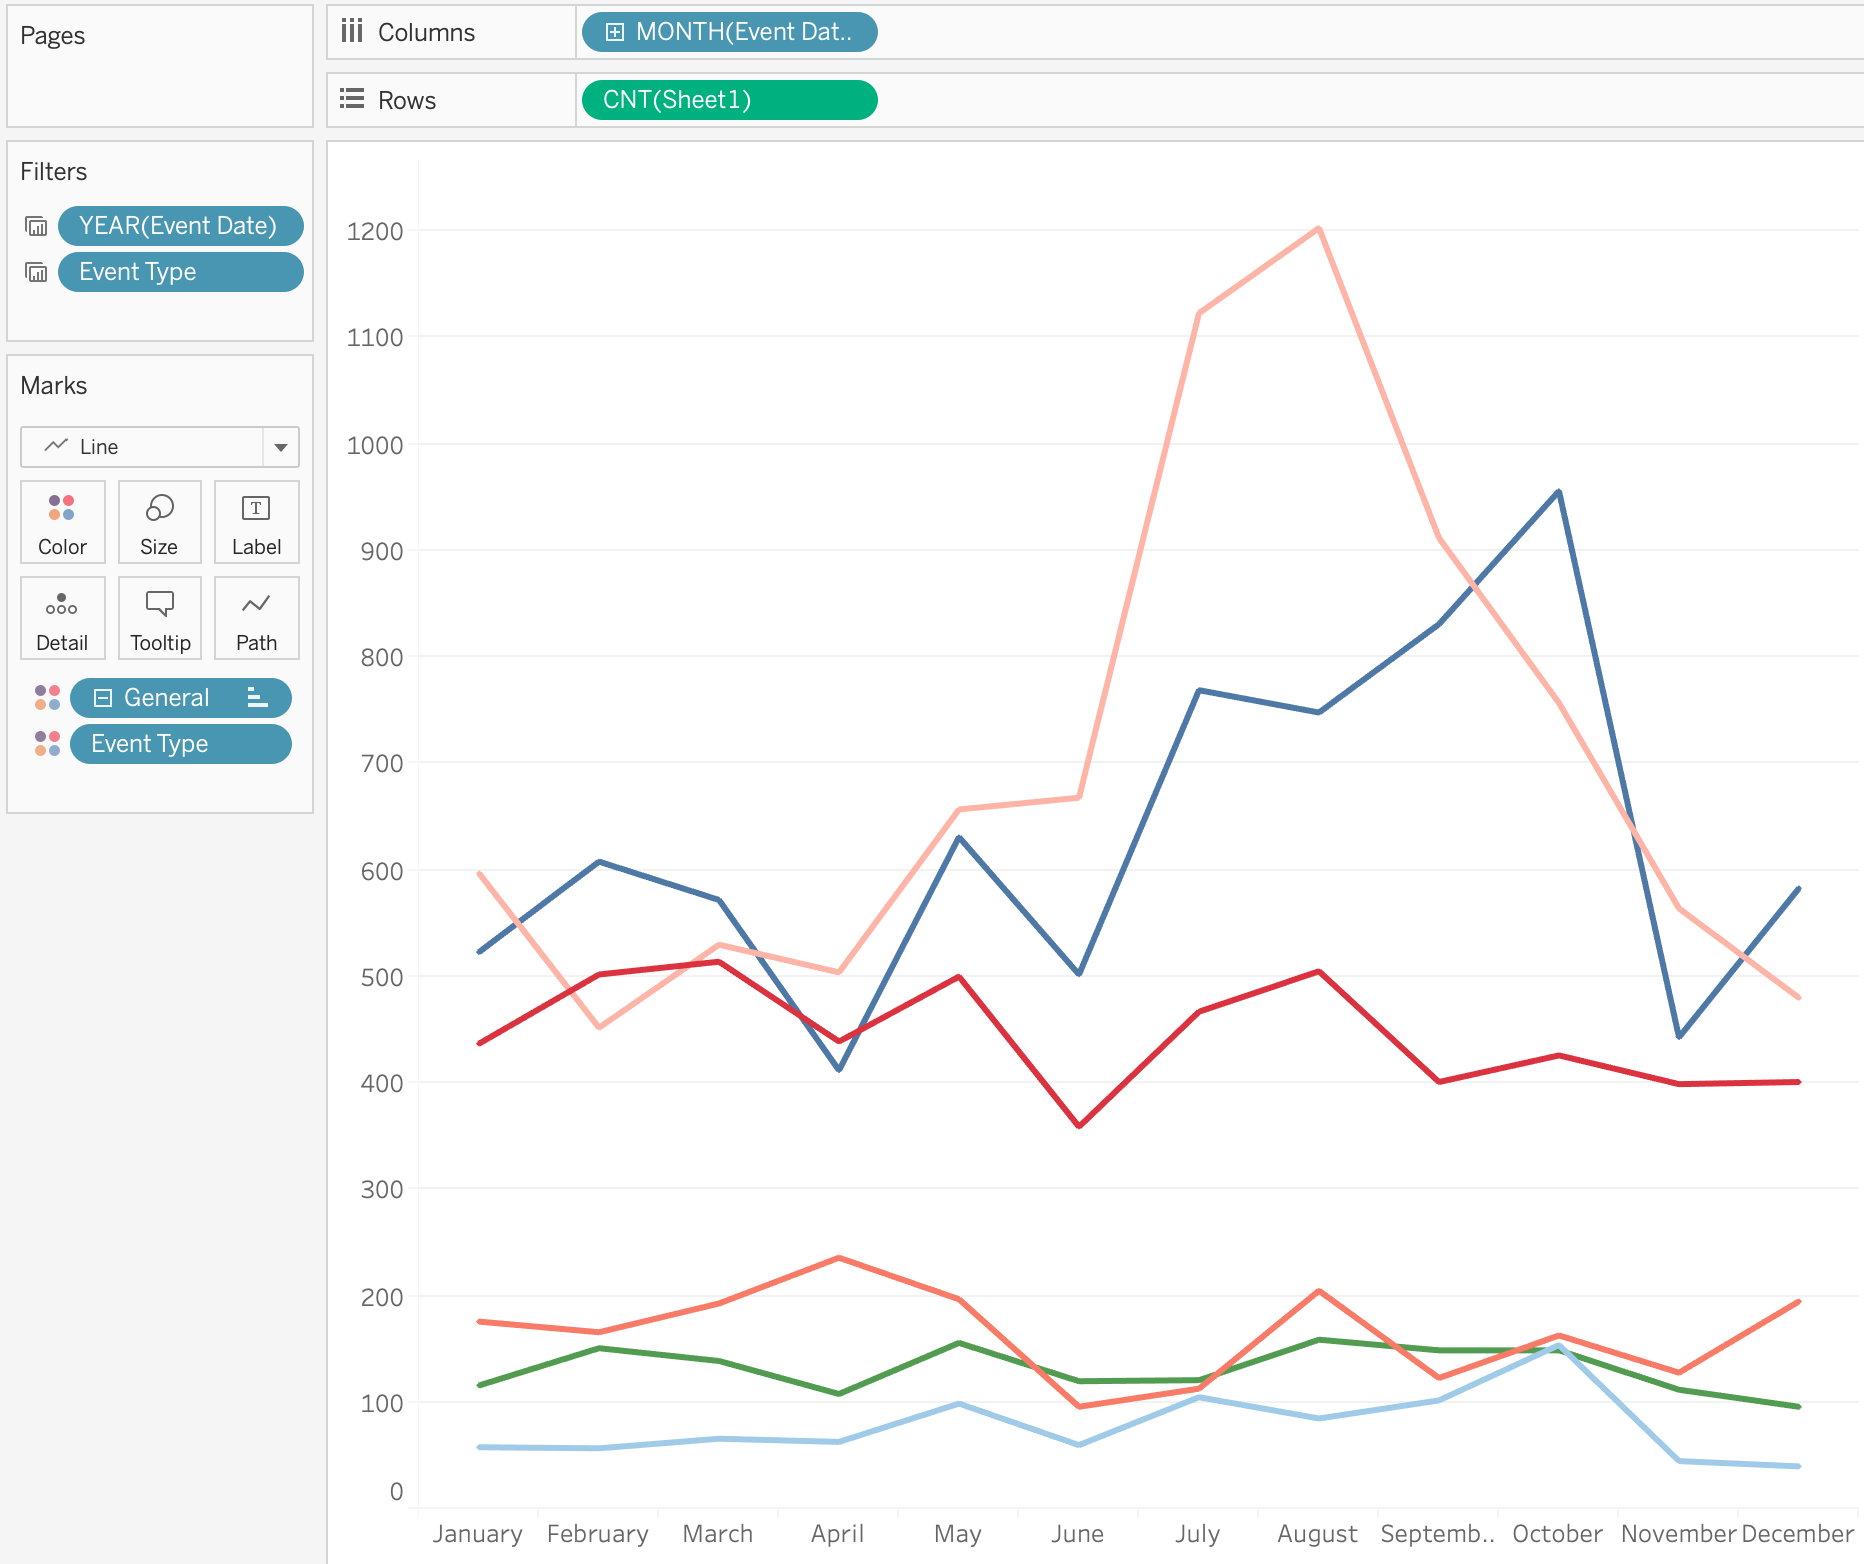 Pages
Columns
MONTH(Event Dat..
Rows
CNT(Sheet1)
Filters
YEAR(Event Date)
Event Type
Marks
Line
Color Size Label
T
Detail Tooltip Path
General
Event Type
1200
1100
1000
900
800
700
600
500
400
300
200
100
0
January February March April May June July August Septemb.. October November December